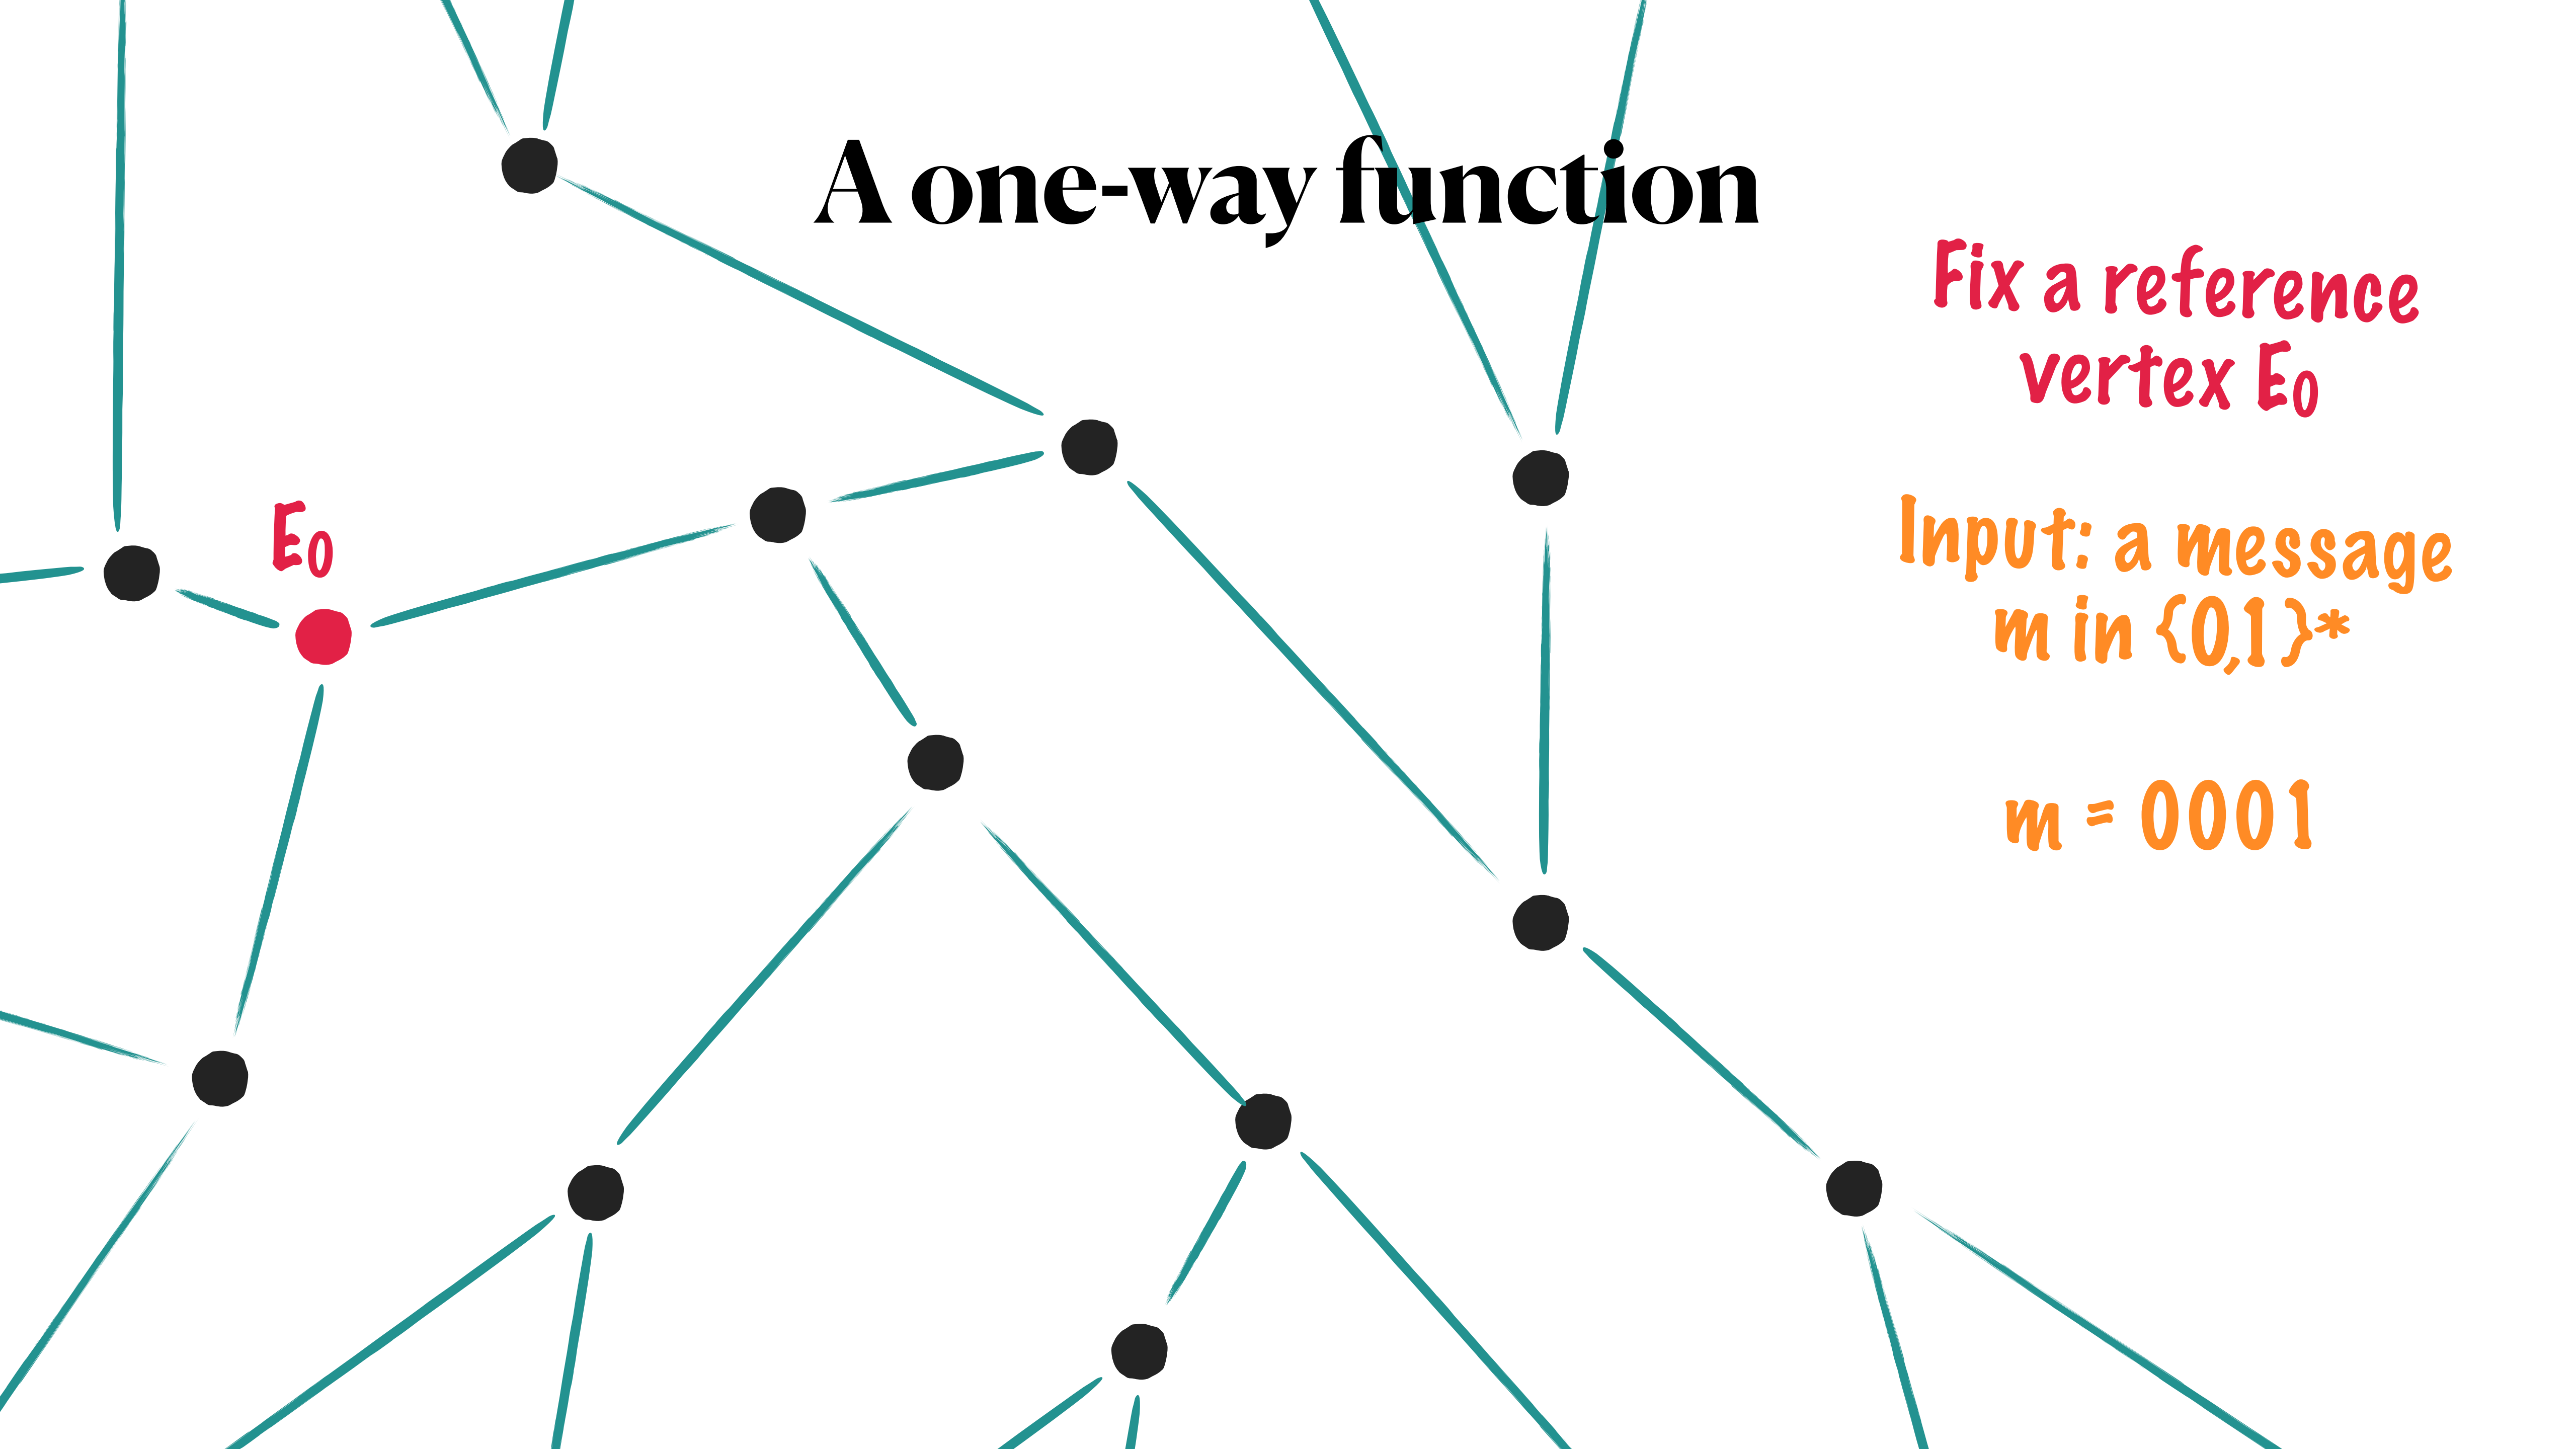 A one-way function
Fix a reference
vertex E₀
E₀
Input: a message
m in {0,1}*
m = 0001